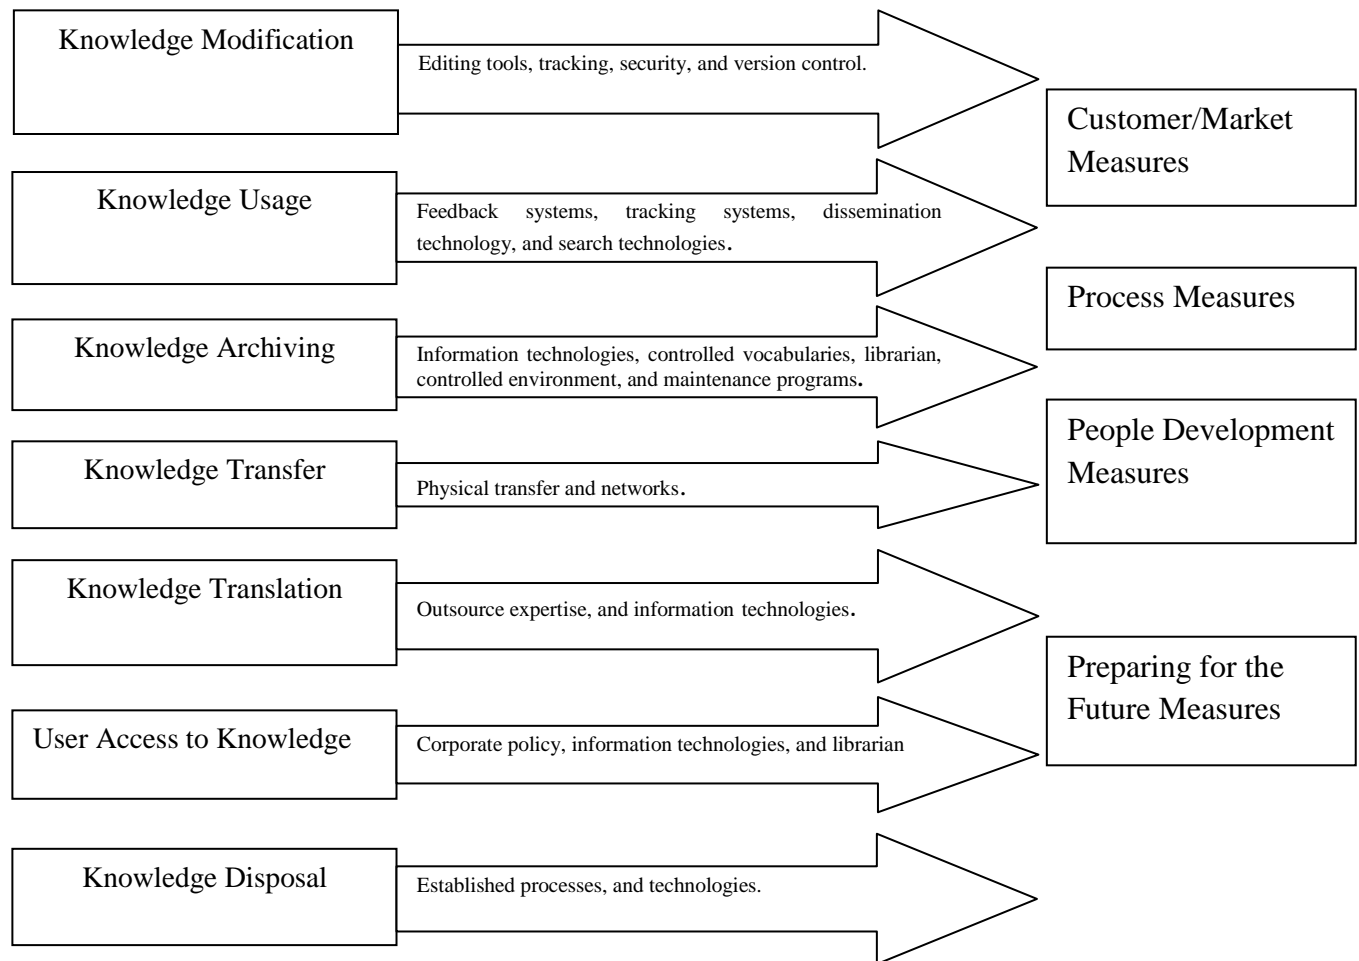 Knowledge Modification
Editing tools, tracking, security, and version control.
Customer/Market
Measures
Knowledge Usage
Feedback systems, tracking systems, dissemination
technology, and search technologies.
Process Measures
Knowledge Archiving
Information technologies, controlled vocabularies, librarian,
controlled environment, and maintenance programs.
People Development
Measures
Knowledge Transfer
Physical transfer and networks.
Knowledge Translation
Outsource expertise, and information technologies.
Preparing for the
Future Measures
User Access to Knowledge
Corporate policy, information technologies, and librarian
Knowledge Disposal
Established processes, and technologies.